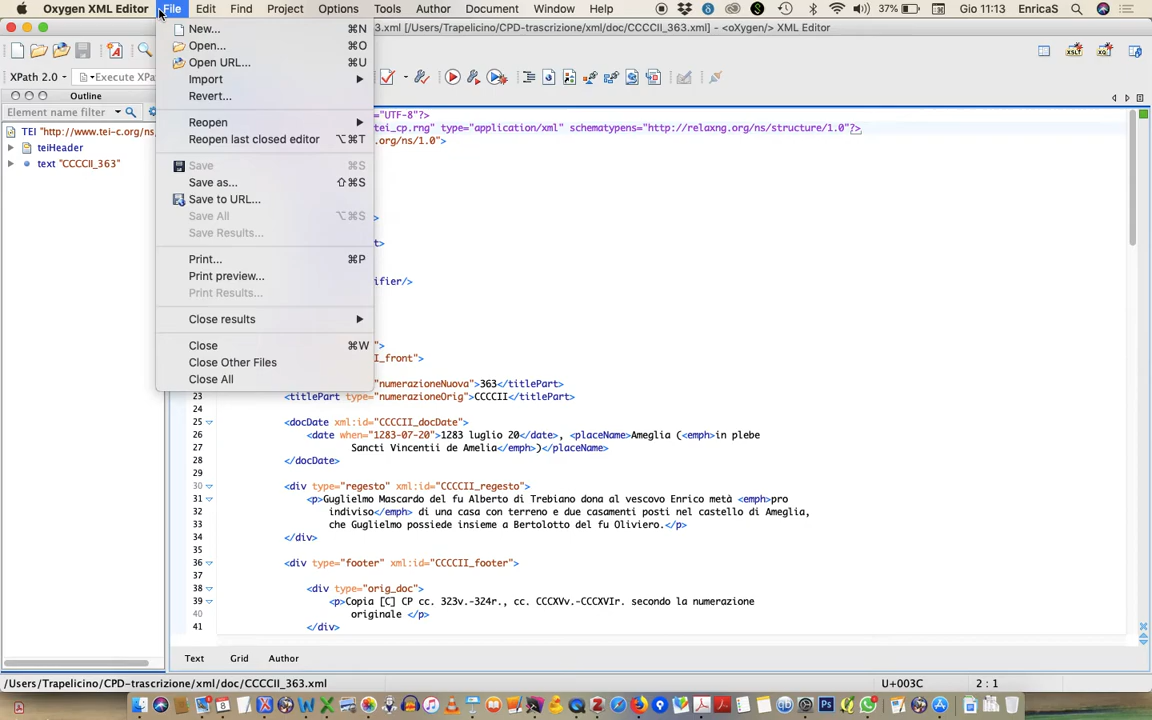 Oxygen XML Editor File Edit Find Project Options Tools Author Document Window Help 37% Gio 11:13 EnricaS
3.xml [/Users/Trapelicino/CPD-trascrizione/xml/doc/CCCCII_363.xml] - <oXygen/> XML Editor
New... ⌘N
Open... ⌘O
Open URL... ⌘U
Import
Revert...
Reopen
Reopen last closed editor ⌥⌘T
Save ⌘S
Save as... ⇧⌘S
Save to URL...
Save All ⌥⌘S
Save Results...
Print... ⌘P
Print preview...
Print Results...
Close results
Close ⌘W
Close Other Files
Close All
XPath 2.0 Execute XPa
Outline
Element name filter
TEI "http://www.tei-c.org/ns,
teiHeader
text "CCCCII_363"
="UTF-8"?>
tei_cp.rng" type="application/xml" schematypens="http://relaxng.org/ns/structure/1.0"?>
.org/ns/1.0">
>
t>
ifier/>
">
I_front">
"numerazioneNuova">363</titlePart>
23 <titlePart type="numerazioneOrig">CCCCII</titlePart>
24
25 <docDate xml:id="CCCCII_docDate">
26 <date when="1283-07-20">1283 luglio 20</date>, <placeName>Ameglia (<emph>in plebe
27 Sancti Vincentii de Amelia</emph>)</placeName>
28 </docDate>
29
30 <div type="regesto" xml:id="CCCCII_regesto">
31 <p>Guglielmo Mascardo del fu Alberto di Trebiano dona al vescovo Enrico metà <emph>pro
32 indiviso</emph> di una casa con terreno e due casamenti posti nel castello di Ameglia,
33 che Guglielmo possiede insieme a Bertolotto del fu Oliviero.</p>
34 </div>
35
36 <div type="footer" xml:id="CCCCII_footer">
37
38 <div type="orig_doc">
39 <p>Copia [C] CP cc. 323v.-324r., cc. CCCXVv.-CCCXVIr. secondo la numerazione
40 originale </p>
41 </div>
Text Grid Author
/Users/Trapelicino/CPD-trascrizione/xml/doc/CCCCII_363.xml U+003C 2 : 1